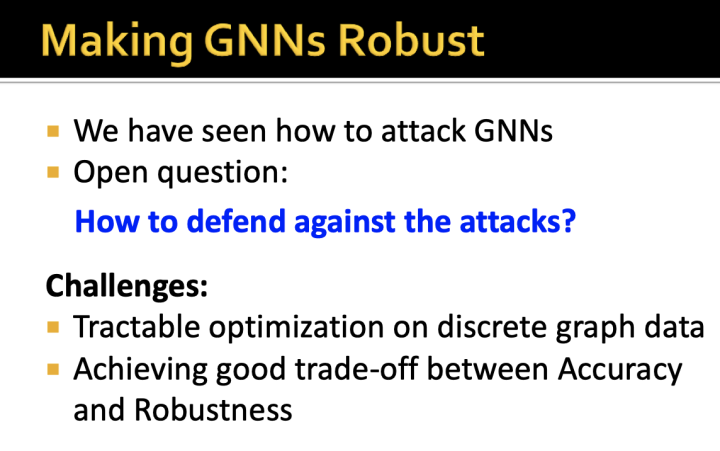 Making GNNs Robust
We have seen how to attack GNNs
Open question:
How to defend against the attacks?
Challenges:
Tractable optimization on discrete graph data
Achieving good trade-off between Accuracy
and Robustness